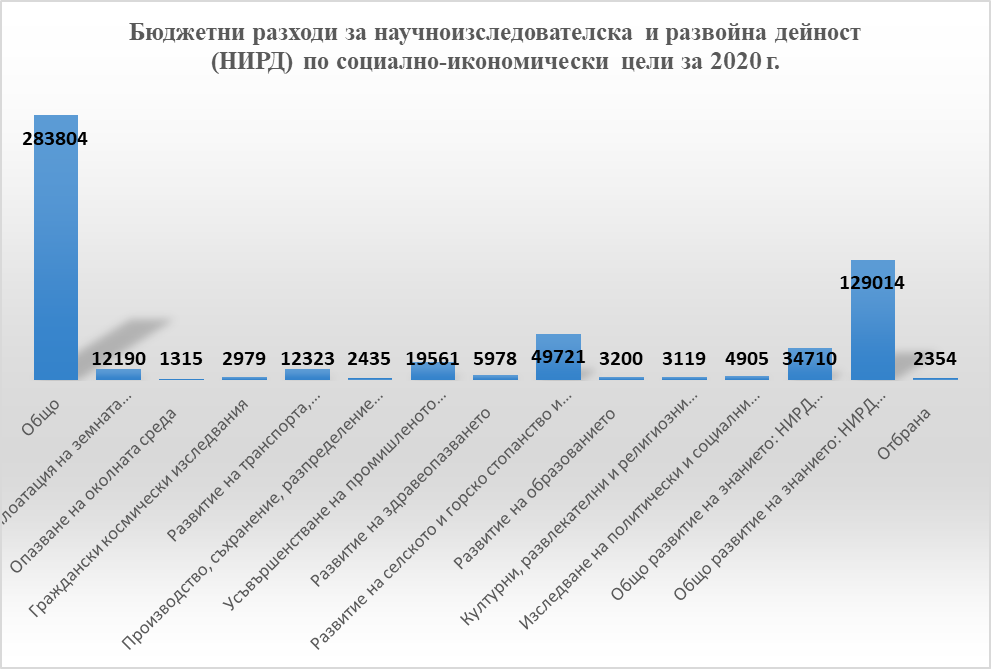 Бюджетни разходи за научноизследователска и развойна дейност
(НИРД) по социално-икономически цели за 2020 г.
283804
12190
1315
2979
12323
2435
19561
5978
49721
3200
3119
4905
34710
129014
2354
Общо
лоатация на земната…
Опазване на околната среда
Граждански космически изследвания
Развитие на транспорта,…
Производство, съхранение, разпределение…
Усъвършенстване на промишленото…
Развитие на здравеопазването
Развитие на селското и горско стопанство и…
Развитие на образованието
Културни, развлекателни и религиозни…
Изследване на политически и социални…
Общо развитие на знанието: НИРД…
Общо развитие на знанието: НИРД…
Отбрана